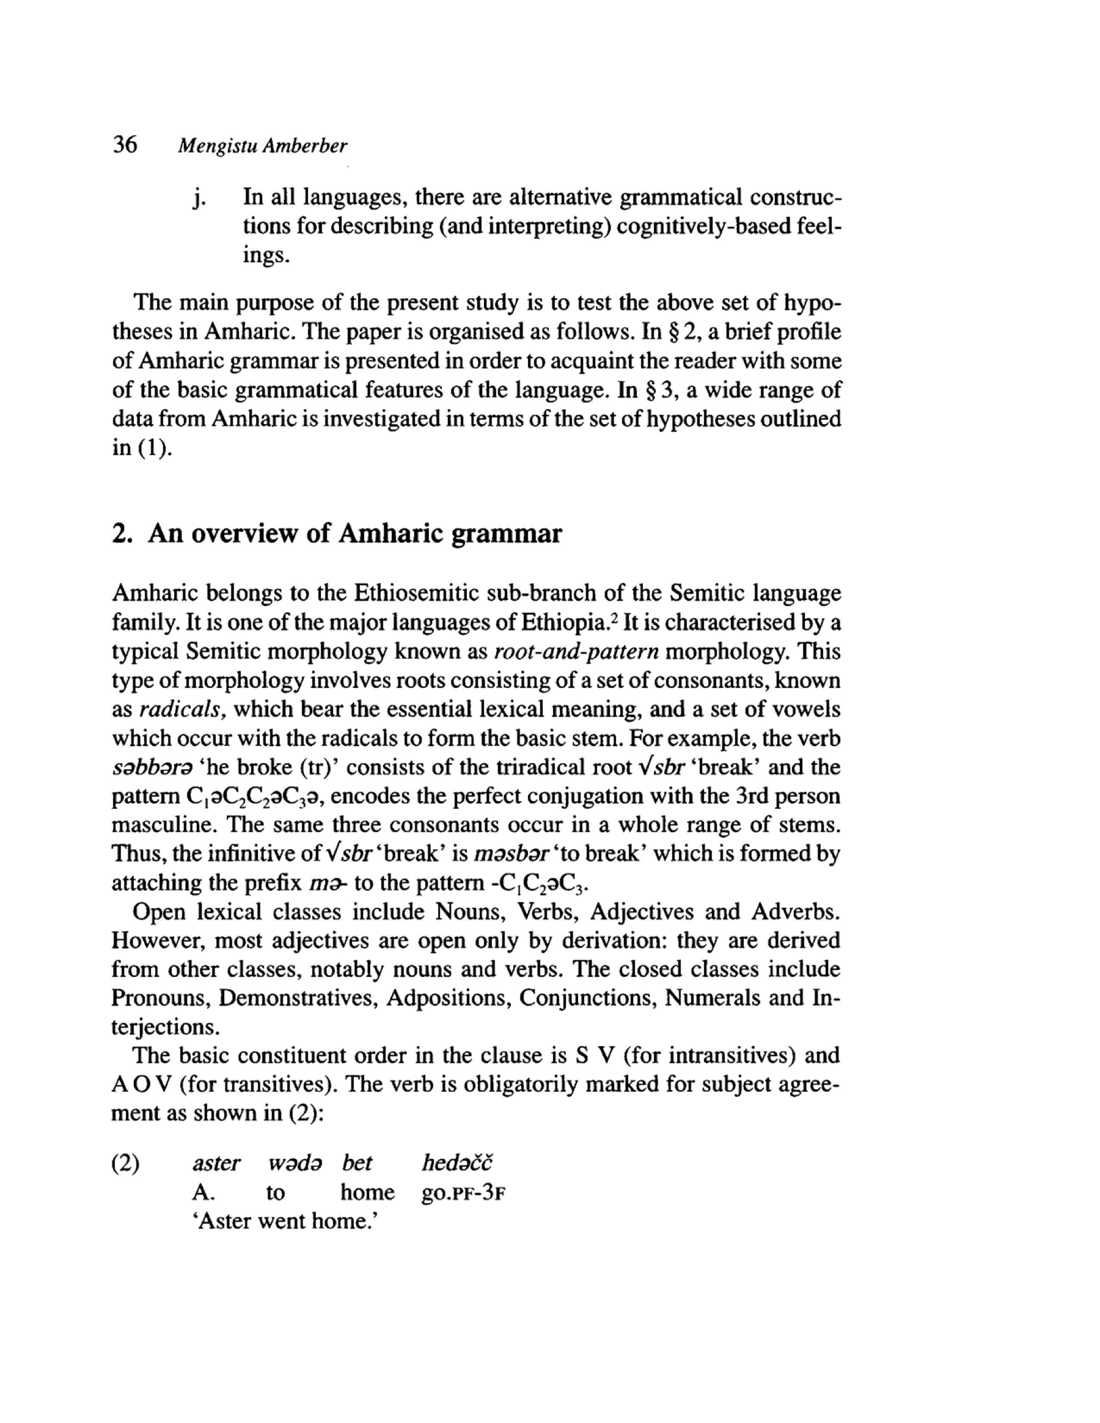 36 Mengistu Amberber
j. In all languages, there are alternative grammatical construc-
tions for describing (and interpreting) cognitively-based feel-
ings.
The main purpose of the present study is to test the above set of hypo-
theses in Amharic. The paper is organised as follows. In § 2, a brief profile
of Amharic grammar is presented in order to acquaint the reader with some
of the basic grammatical features of the language. In § 3, a wide range of
data from Amharic is investigated in terms of the set of hypotheses outlined
in (1).
2. An overview of Amharic grammar
Amharic belongs to the Ethiosemitic sub-branch of the Semitic language
family. It is one of the major languages of Ethiopia.² It is characterised by a
typical Semitic morphology known as root-and-pattern morphology. This
type of morphology involves roots consisting of a set of consonants, known
as radicals, which bear the essential lexical meaning, and a set of vowels
which occur with the radicals to form the basic stem. For example, the verb
səbbərə ‘he broke (tr)’ consists of the triradical root √sbr ‘break’ and the
pattern C₁əC₂C₂əC₃ə, encodes the perfect conjugation with the 3rd person
masculine. The same three consonants occur in a whole range of stems.
Thus, the infinitive of √sbr ‘break’ is məsbər ‘to break’ which is formed by
attaching the prefix mə- to the pattern -C₁C₂əC₃.
Open lexical classes include Nouns, Verbs, Adjectives and Adverbs.
However, most adjectives are open only by derivation: they are derived
from other classes, notably nouns and verbs. The closed classes include
Pronouns, Demonstratives, Adpositions, Conjunctions, Numerals and In-
terjections.
The basic constituent order in the clause is S V (for intransitives) and
A O V (for transitives). The verb is obligatorily marked for subject agree-
ment as shown in (2):
(2) aster wədə bet hedəčč
A. to home go.PF-3F
‘Aster went home.’